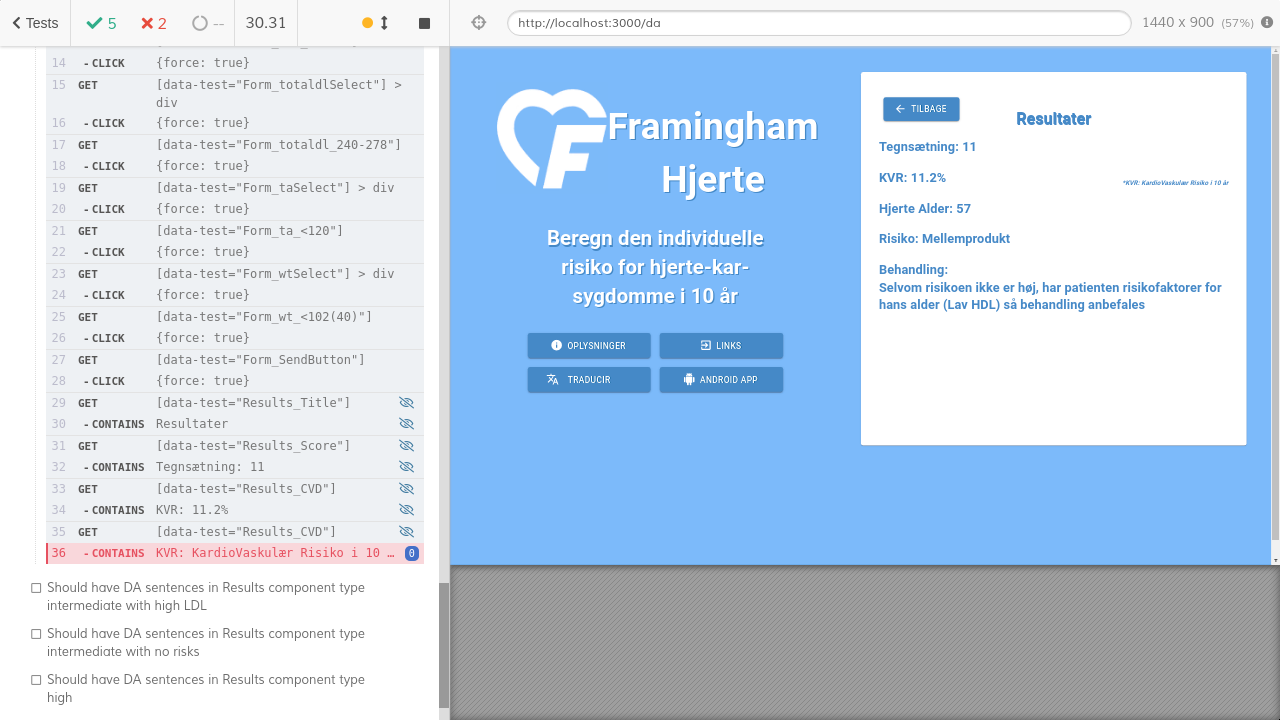 Tests
5
2
--
30.31
http://localhost:3000/da
1440 x 900 (57%)
14 -CLICK {force: true}
15 GET [data-test="Form_totaldlSelect"] >
div
16 -CLICK {force: true}
17 GET [data-test="Form_totaldl_240-278"]
18 -CLICK {force: true}
19 GET [data-test="Form_taSelect"] > div
20 -CLICK {force: true}
21 GET [data-test="Form_ta_<120"]
22 -CLICK {force: true}
23 GET [data-test="Form_wtSelect"] > div
24 -CLICK {force: true}
25 GET [data-test="Form_wt_<102(40)"]
26 -CLICK {force: true}
27 GET [data-test="Form_SendButton"]
28 -CLICK {force: true}
29 GET [data-test="Results_Title"]
30 -CONTAINS Resultater
31 GET [data-test="Results_Score"]
32 -CONTAINS Tegnsætning: 11
33 GET [data-test="Results_CVD"]
34 -CONTAINS KVR: 11.2%
35 GET [data-test="Results_CVD"]
36 -CONTAINS KVR: KardioVaskulær Risiko i 10 … 0
Should have DA sentences in Results component type
intermediate with high LDL
Should have DA sentences in Results component type
intermediate with no risks
Should have DA sentences in Results component type
high
F
Framingham
Hjerte
Beregn den individuelle
risiko for hjerte-kar-
sygdomme i 10 år
OPLYSNINGER
LINKS
TRADUCIR
ANDROID APP
TILBAGE
Resultater
Tegnsætning: 11
KVR: 11.2%
*KVR: KardioVaskulær Risiko i 10 år
Hjerte Alder: 57
Risiko: Mellemprodukt
Behandling:
Selvom risikoen ikke er høj, har patienten risikofaktorer for
hans alder (Lav HDL) så behandling anbefales